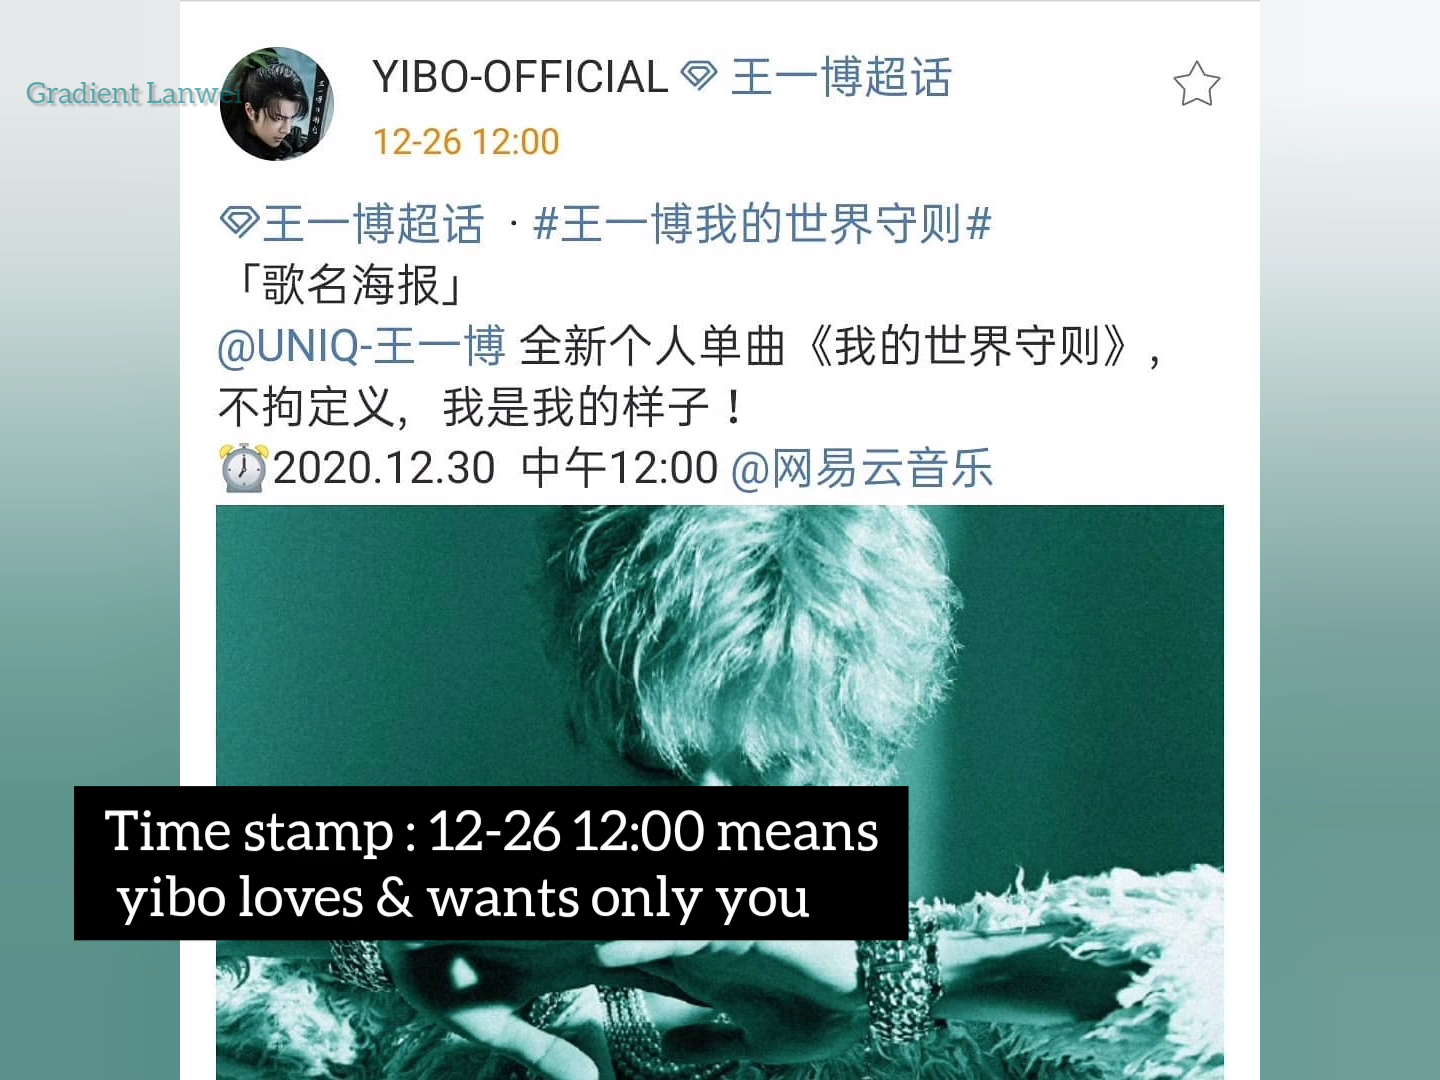 Gradient Lanwei
YIBO-OFFICIAL 王一博超话
12-26 12:00
王一博超话 · #王一博我的世界守则#
「歌名海报」
@UNIQ-王一博 全新个人单曲《我的世界守则》,
不拘定义, 我是我的样子!
2020.12.30 中午12:00 @网易云音乐
Time stamp : 12-26 12:00 means
yibo loves & wants only you